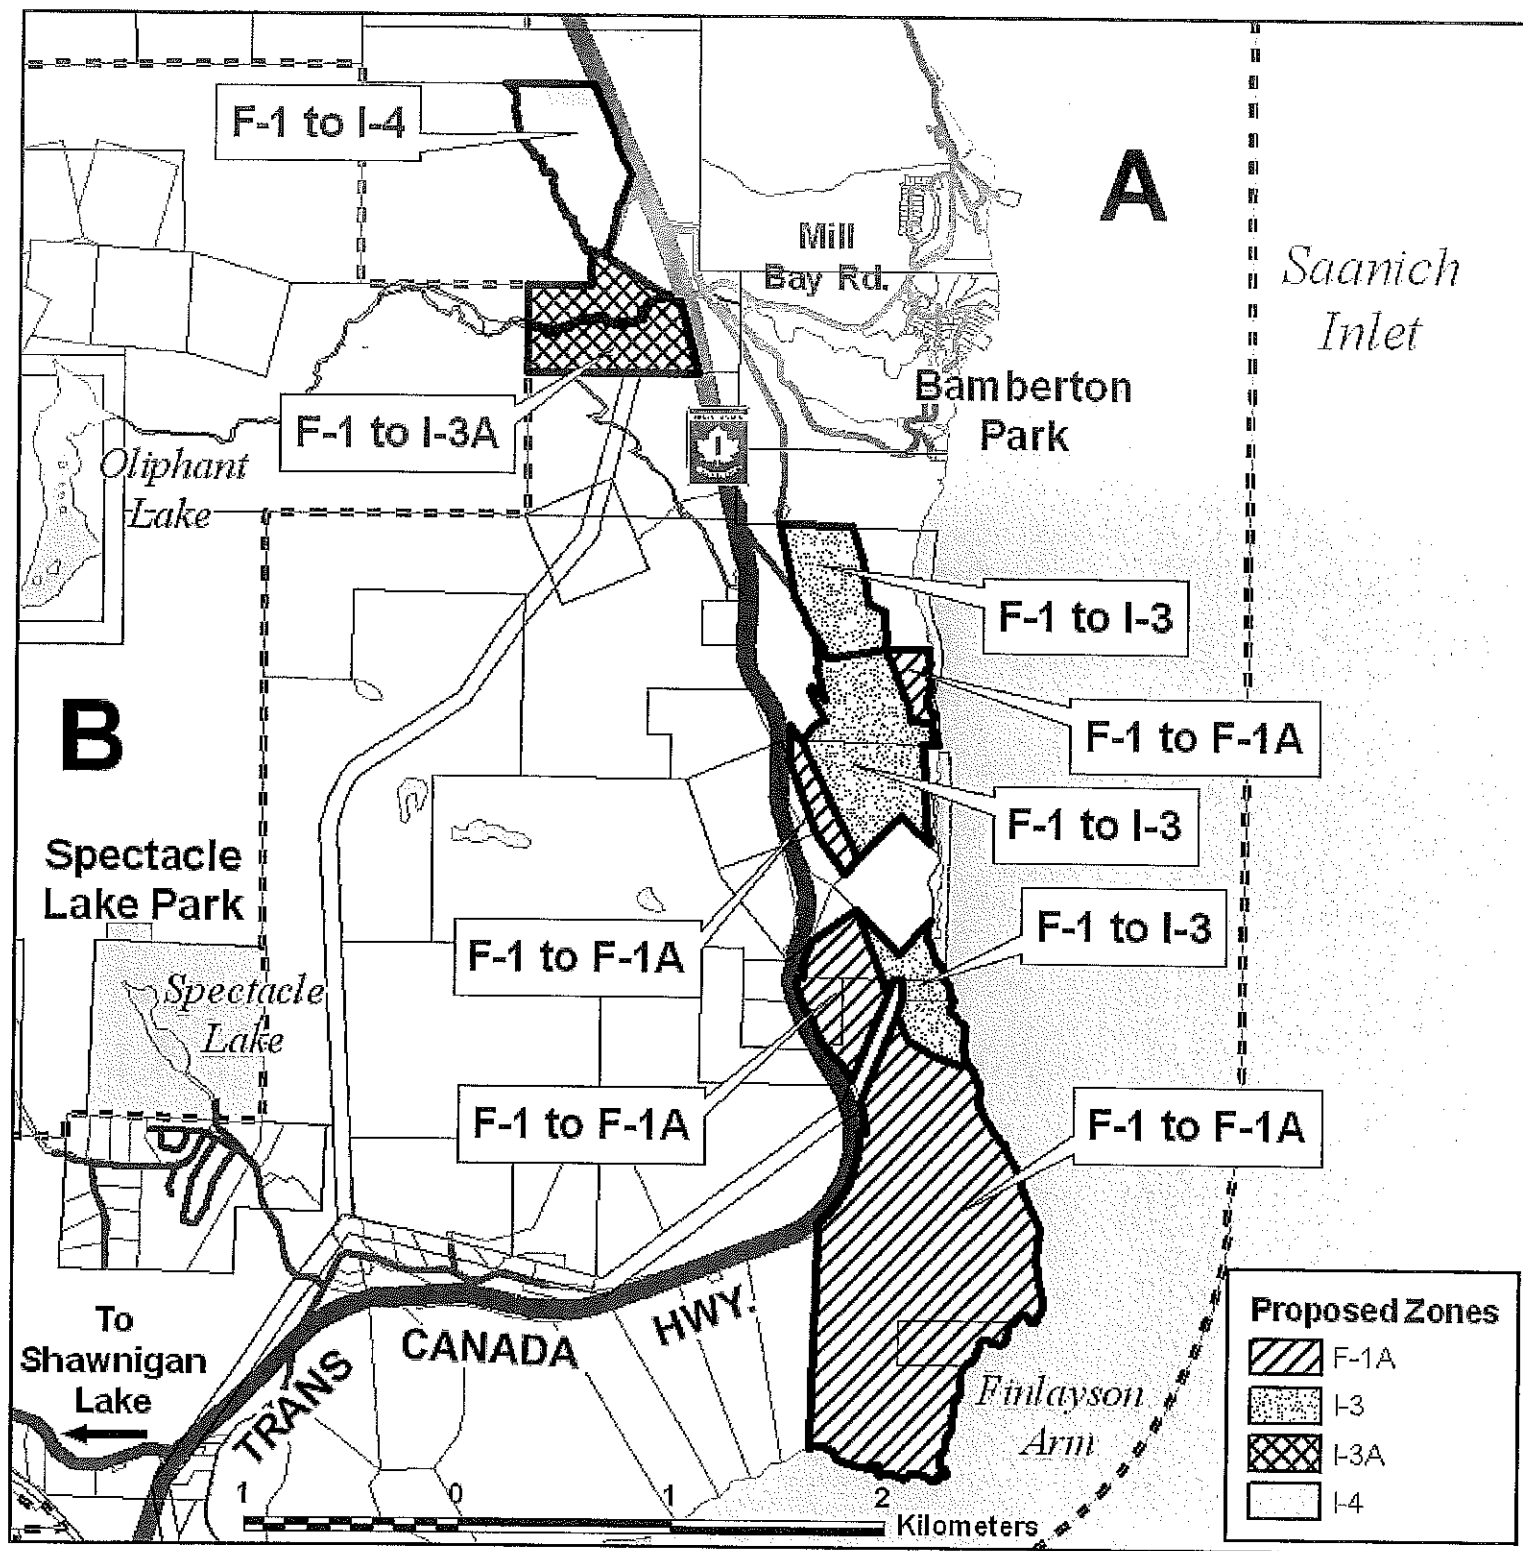 F-1 to I-4
A
Mill
Bay Rd.
Saanich
Inlet
F-1 to I-3A
Bamberton
Park
1
Oliphant
Lake
F-1 to I-3
B
F-1 to F-1A
F-1 to I-3
Spectacle
Lake Park
F-1 to I-3
F-1 to F-1A
Spectacle
Lake
F-1 to F-1A
F-1 to F-1A
To
Shawnigan
Lake
TRANS
CANADA
HWY.
Finlayson
Arm
1 0 1 2
Kilometers
Proposed Zones
F-1A
I-3
I-3A
I-4